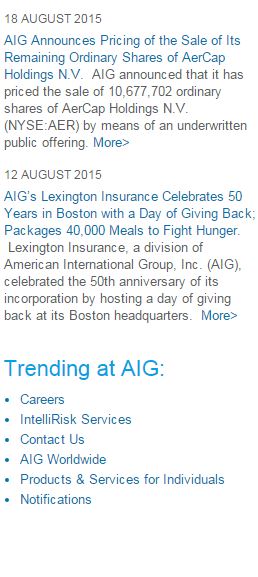 18 AUGUST 2015
AIG Announces Pricing of the Sale of Its
Remaining Ordinary Shares of AerCap
Holdings N.V.  AIG announced that it has
priced the sale of 10,677,702 ordinary
shares of AerCap Holdings N.V.
(NYSE:AER) by means of an underwritten
public offering. More>
12 AUGUST 2015
AIG's Lexington Insurance Celebrates 50
Years in Boston with a Day of Giving Back;
Packages 40,000 Meals to Fight Hunger.
Lexington Insurance, a division of
American International Group, Inc. (AIG),
celebrated the 50th anniversary of its
incorporation by hosting a day of giving
back at its Boston headquarters.  More>
Trending at AIG:
• Careers
• IntelliRisk Services
• Contact Us
• AIG Worldwide
• Products & Services for Individuals
• Notifications